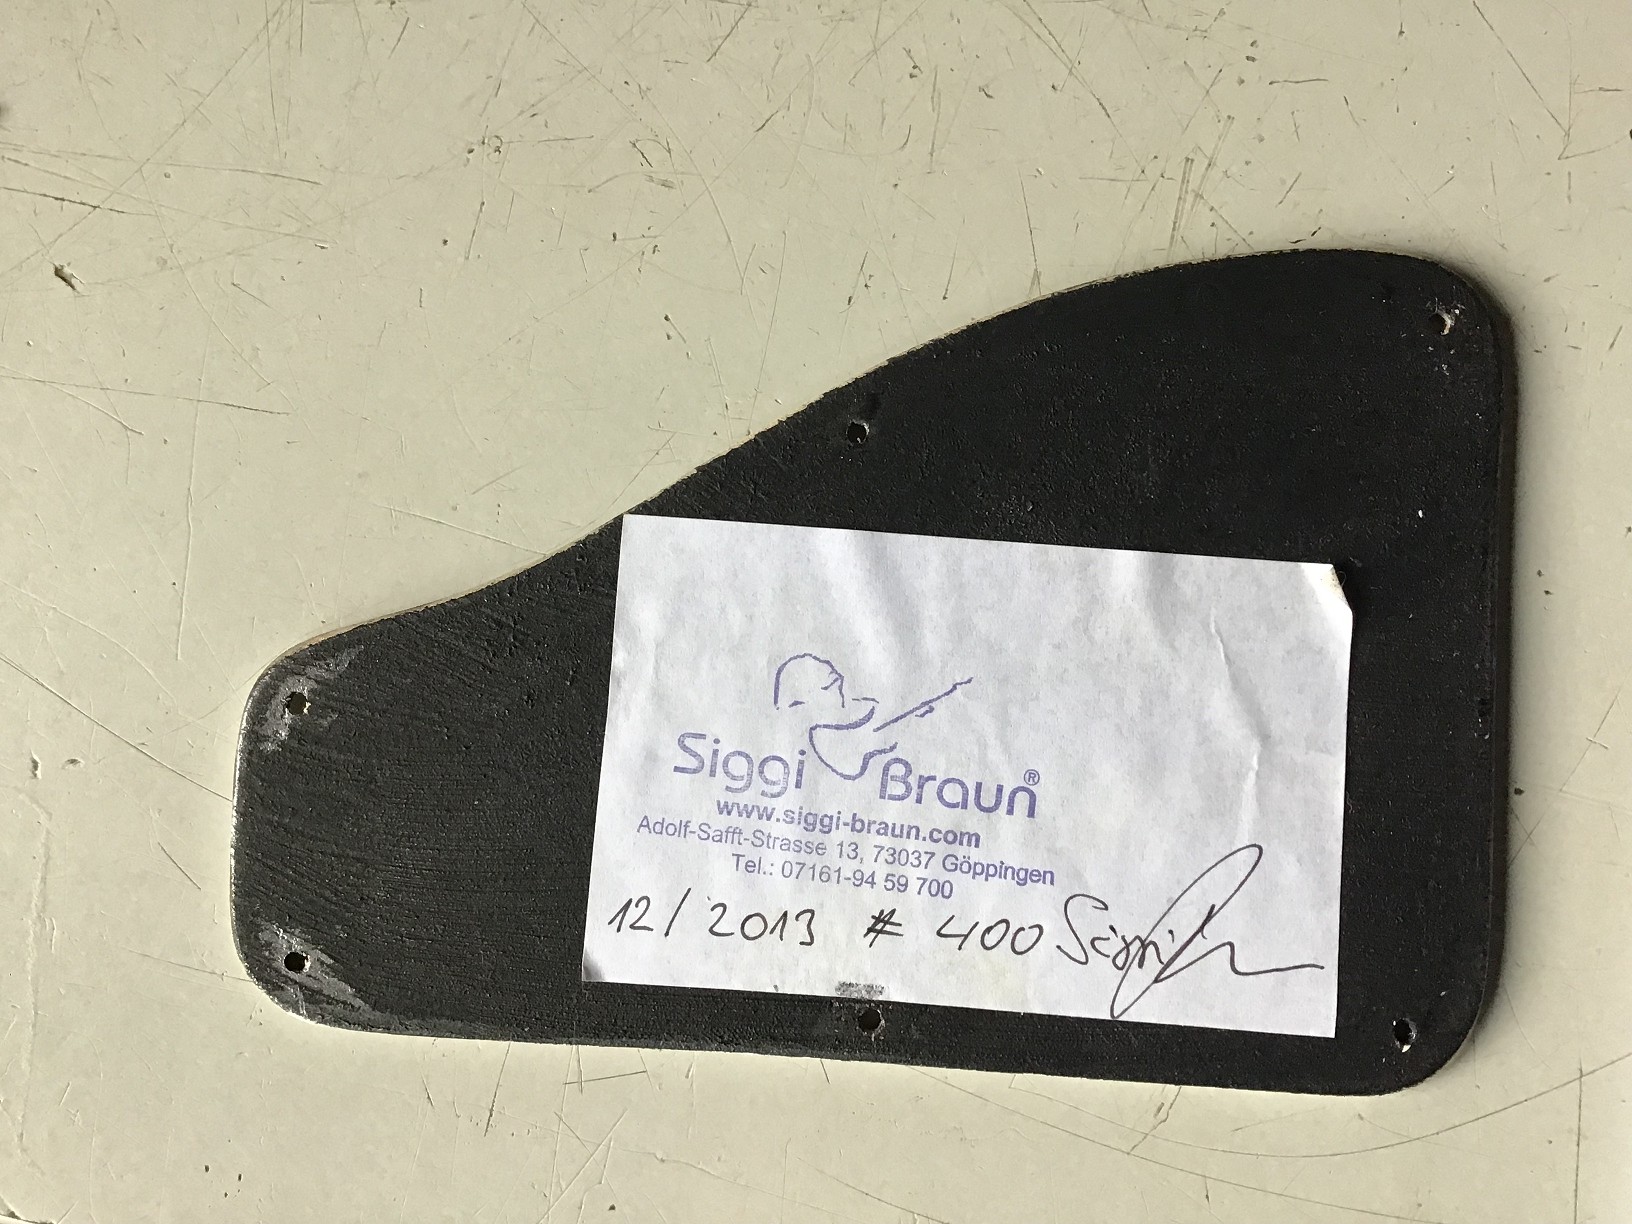 Siggi Braun®
www.siggi-braun.com
Adolf-Safft-Strasse 13, 73037 Göppingen
Tel.: 07161-94 59 700
12/2013 # 400